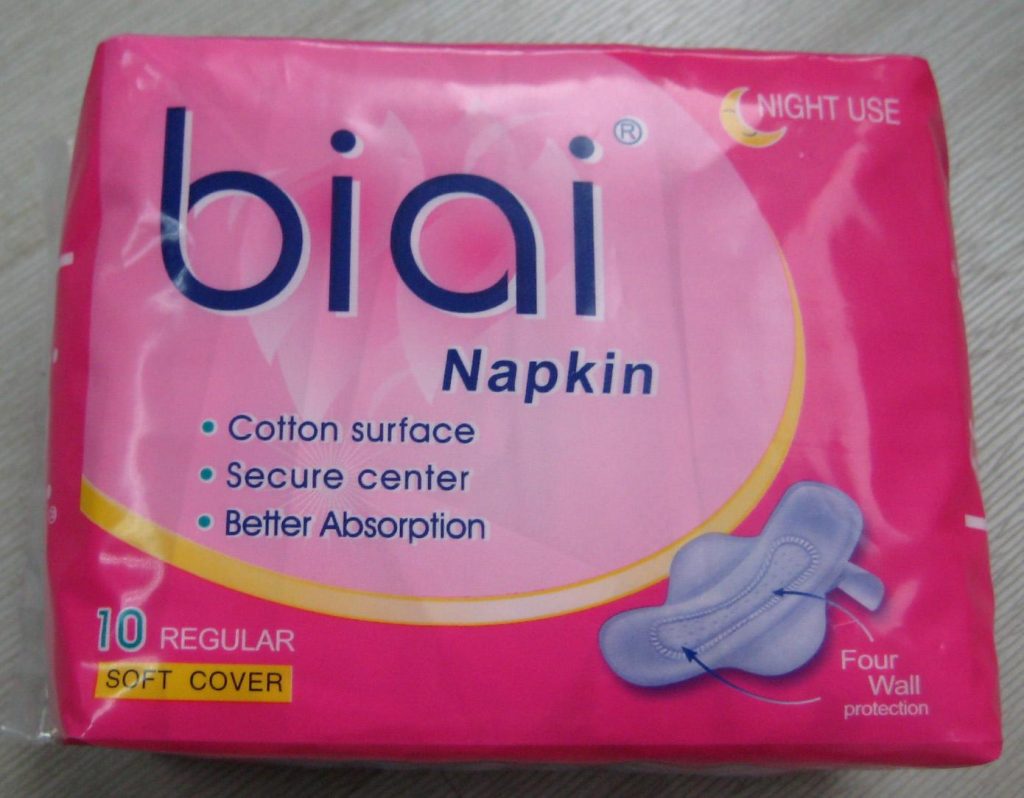 biai®
NIGHT USE
Napkin
• Cotton surface
• Secure center
• Better Absorption
10 REGULAR
SOFT COVER
Four
Wall
protection